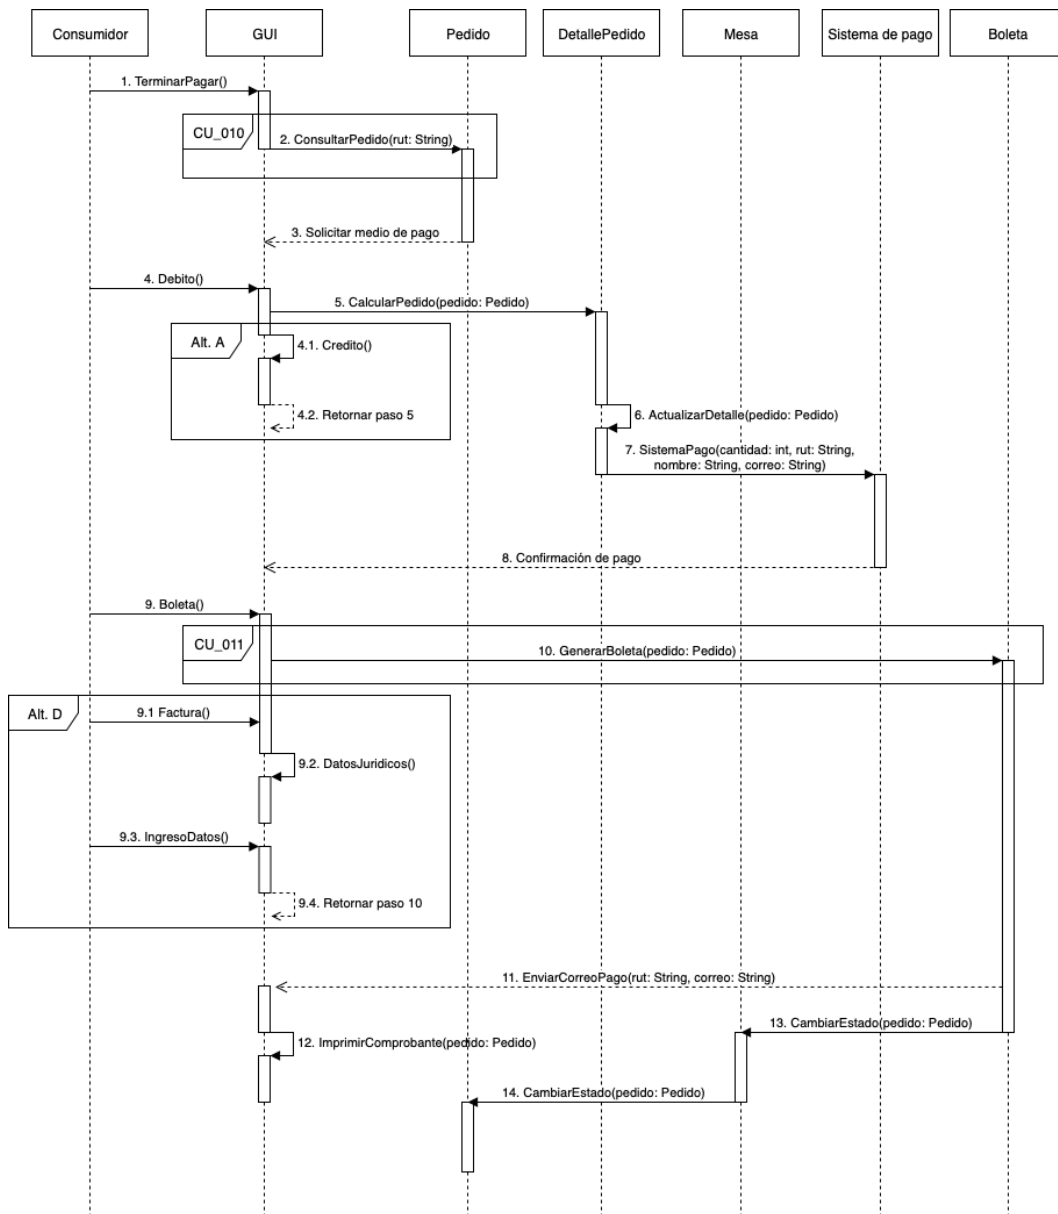 Consumidor
GUI
Pedido
DetallePedido
Mesa
Sistema de pago
Boleta
1. TerminarPagar()
CU_010
2. ConsultarPedido(rut: String)
3. Solicitar medio de pago
4. Debito()
5. CalcularPedido(pedido: Pedido)
Alt. A
4.1. Credito()
4.2. Retornar paso 5
6. ActualizarDetalle(pedido: Pedido)
7. SistemaPago(cantidad: int, rut: String,
nombre: String, correo: String)
8. Confirmación de pago
9. Boleta()
CU_011
10. GenerarBoleta(pedido: Pedido)
Alt. D
9.1 Factura()
9.2. DatosJuridicos()
9.3. IngresoDatos()
9.4. Retornar paso 10
11. EnviarCorreoPago(rut: String, correo: String)
13. CambiarEstado(pedido: Pedido)
12. ImprimirComprobante(pedido: Pedido)
14. CambiarEstado(pedido: Pedido)